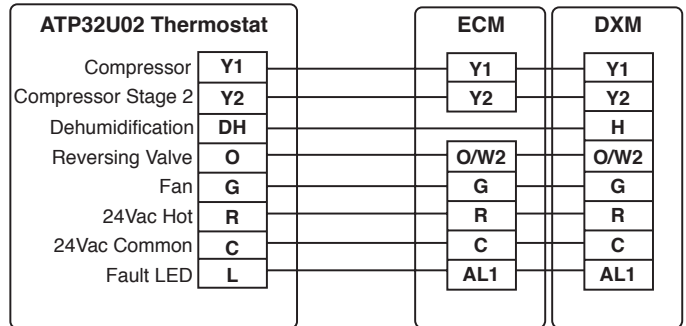 ATP32U02 Thermostat ECM DXM
Compressor Y1 Y1 Y1
Compressor Stage 2 Y2 Y2 Y2
Dehumidification DH H
Reversing Valve O O/W2 O/W2
Fan G G G
24Vac Hot R R R
24Vac Common C C C
Fault LED L AL1 AL1